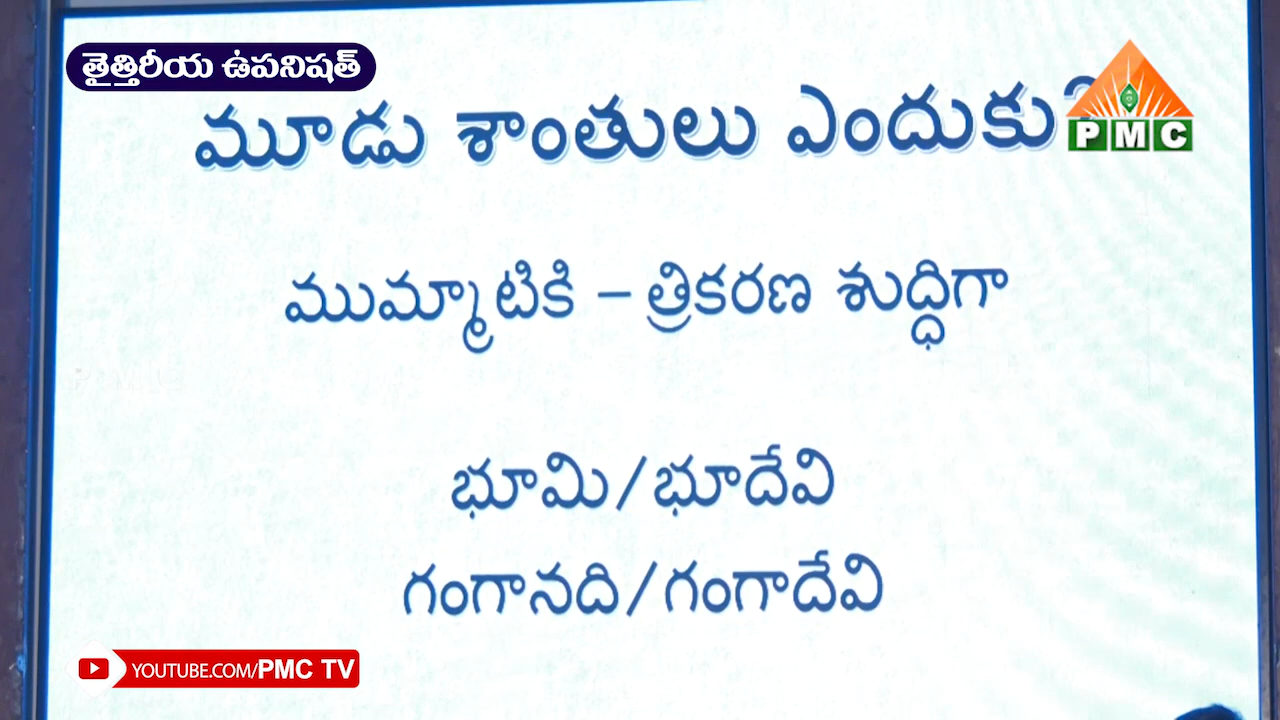 తైత్తిరీయ ఉపనిషత్
మూడు శాంతులు ఎందుకు?
PMC
ముమ్మాటికి – త్రికరణ శుద్ధిగా
భూమి/భూదేవి
గంగానది/గంగాదేవి
YOUTUBE.COM/PMC TV